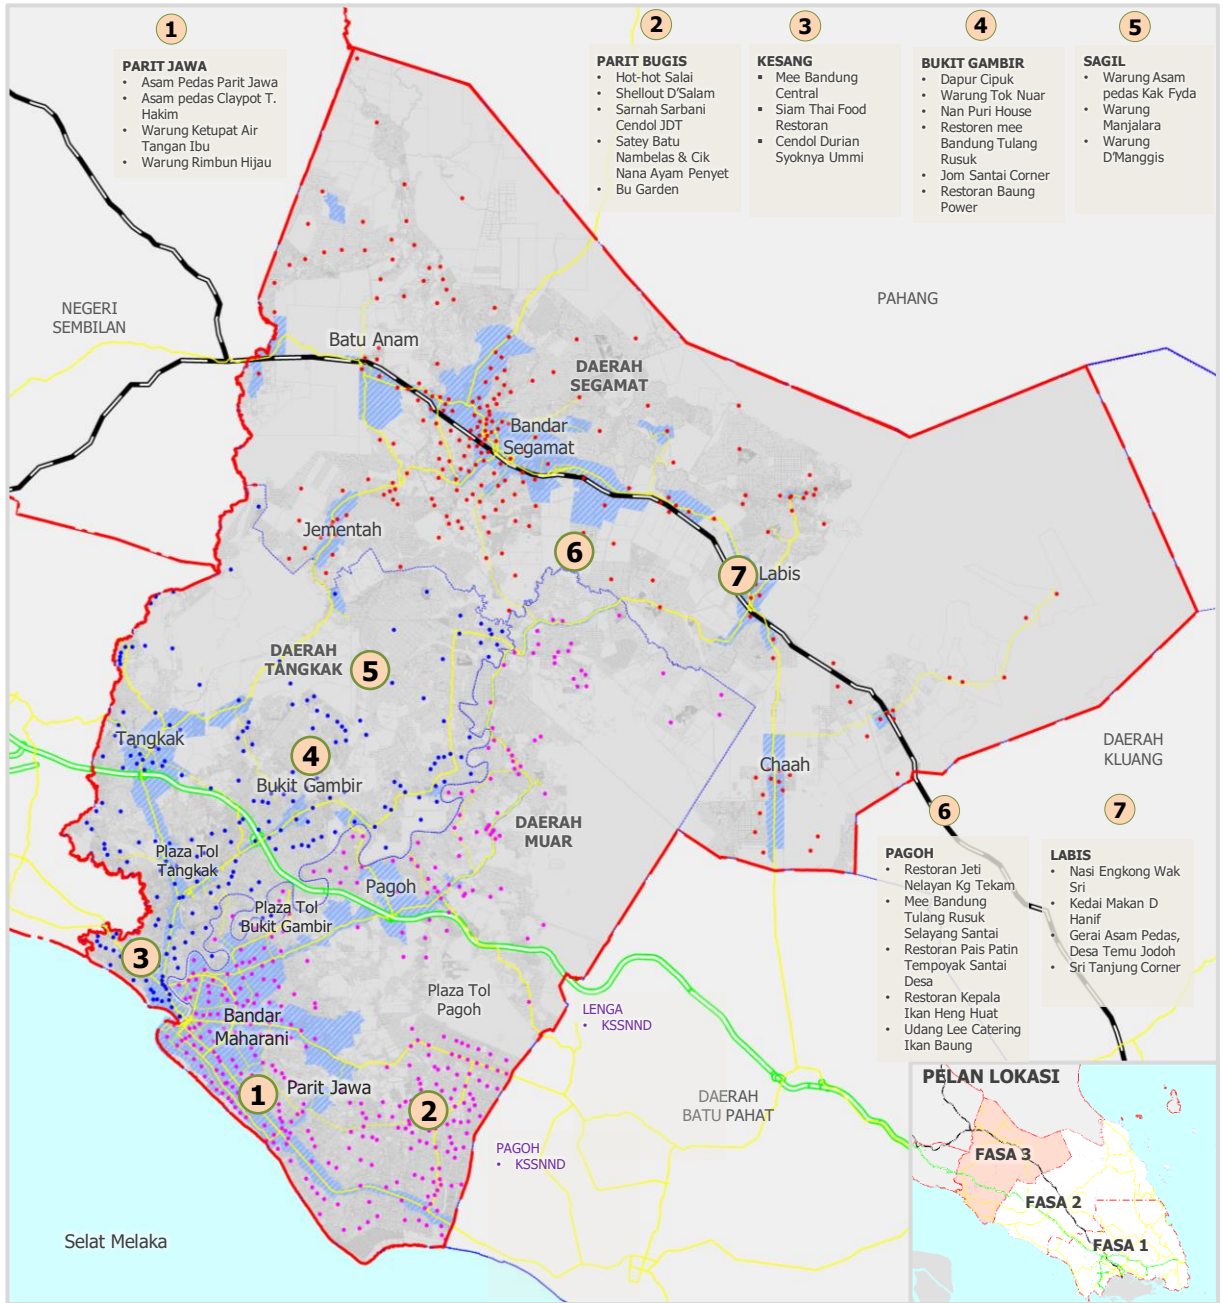 1
PARIT JAWA
• Asam Pedas Parit Jawa
• Asam pedas Claypot T.
Hakim
• Warung Ketupat Air
Tangan Ibu
• Warung Rimbun Hijau
2
PARIT BUGIS
• Hot-hot Salai
• Shellout D’Salam
• Sarnah Sarbani
Cendol JDT
• Satey Batu
Nambelas & Cik
Nana Ayam Penyet
• Bu Garden
3
KESANG
▪ Mee Bandung
Central
▪ Siam Thai Food
Restoran
▪ Cendol Durian
Syoknya Ummi
4
BUKIT GAMBIR
• Dapur Cipuk
• Warung Tok Nuar
• Nan Puri House
• Restoren mee
Bandung Tulang
Rusuk
• Jom Santai Corner
• Restoran Baung
Power
5
SAGIL
• Warung Asam
pedas Kak Fyda
• Warung
Manjalara
• Warung
D’Manggis
NEGERI
SEMBILAN
PAHANG
Batu Anam
DAERAH
SEGAMAT
Bandar
Segamat
Jementah
6
7
Labis
DAERAH
TANGKAK
5
Tangkak
4
Bukit Gambir
DAERAH
KLUANG
Chaah
DAERAH
MUAR
Plaza Tol
Tangkak
Pagoh
Plaza Tol
Bukit Gambir
3
Plaza Tol
Pagoh
Bandar
Maharani
LENGA
• KSSNND
1
Parit Jawa
2
DAERAH
BATU PAHAT
PAGOH
• KSSNND
Selat Melaka
6
PAGOH
• Restoran Jeti
Nelayan Kg Tekam
• Mee Bandung
Tulang Rusuk
Selayang Santai
• Restoran Pais Patin
Tempoyak Santai
Desa
• Restoran Kepala
Ikan Heng Huat
• Udang Lee Catering
Ikan Baung
7
LABIS
• Nasi Engkong Wak
Sri
• Kedai Makan D
Hanif
• Gerai Asam Pedas,
Desa Temu Jodoh
• Sri Tanjung Corner
PELAN LOKASI
FASA 3
FASA 2
FASA 1